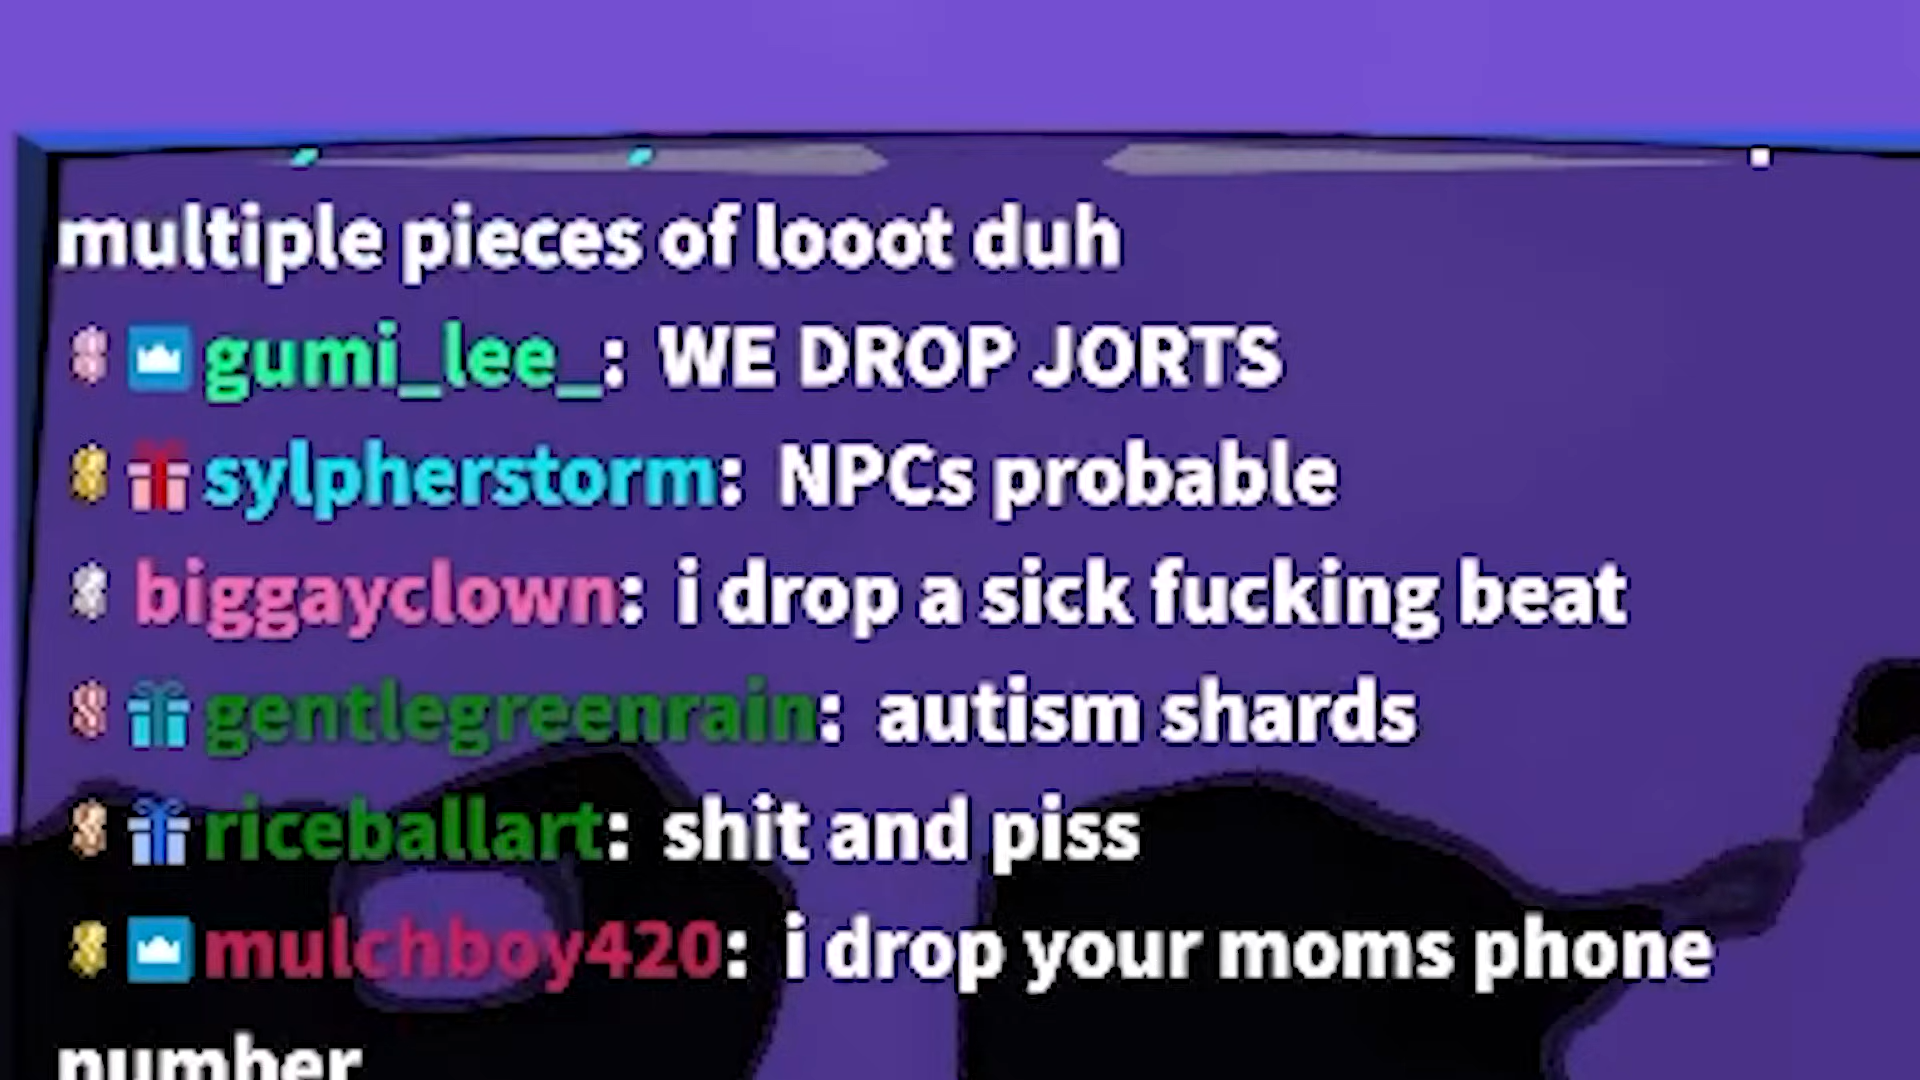 multiple pieces of looot duh
gumi_lee_: WE DROP JORTS
sylpherstorm: NPCs probable
biggayclown: i drop a sick fucking beat
gentlegreenrain: autism shards
riceballart: shit and piss
mulchboy420: i drop your moms phone
number